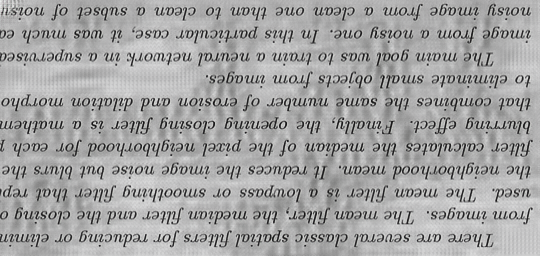 There are several classic spatial filters for reducing or elimin
from images. The mean filter, the median filter and the closing o
used. The mean filter is a lowpass or smoothing filter that rep
the neighborhood mean. It reduces the image noise but blurs the
filter calculates the median of the pixel neighborhood for each p
blurring effect. Finally, the opening closing filter is a mathem
that combines the same number of erosion and dilation morpho
to eliminate small objects from images.
The main goal was to train a neural network in a supervised
image from a noisy one. In this particular case, it was much ea
noisy image from a clean one than to clean a subset of noisy